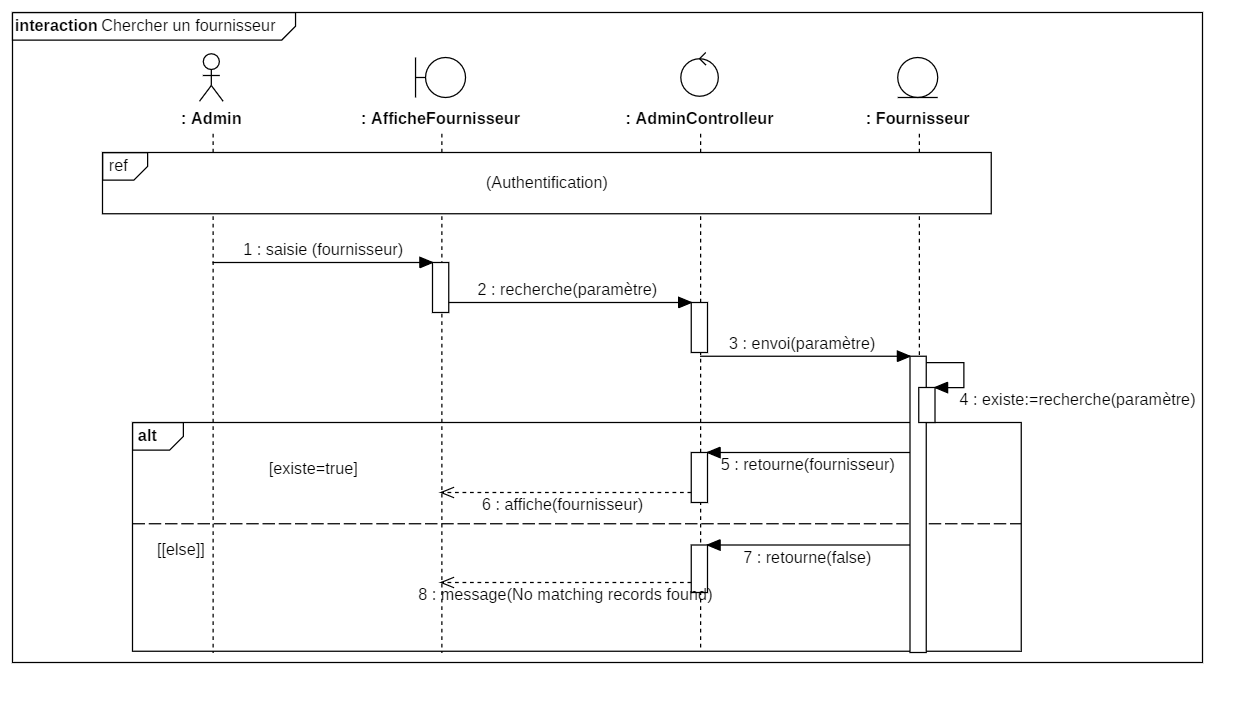 interaction Chercher un fournisseur
: Admin
: AfficheFournisseur
: AdminControlleur
: Fournisseur
ref
(Authentification)
1 : saisie (fournisseur)
2 : recherche(paramètre)
3 : envoi(paramètre)
4 : existe:=recherche(paramètre)
alt
[existe=true]
5 : retourne(fournisseur)
6 : affiche(fournisseur)
[[else]]
7 : retourne(false)
8 : message(No matching records found)